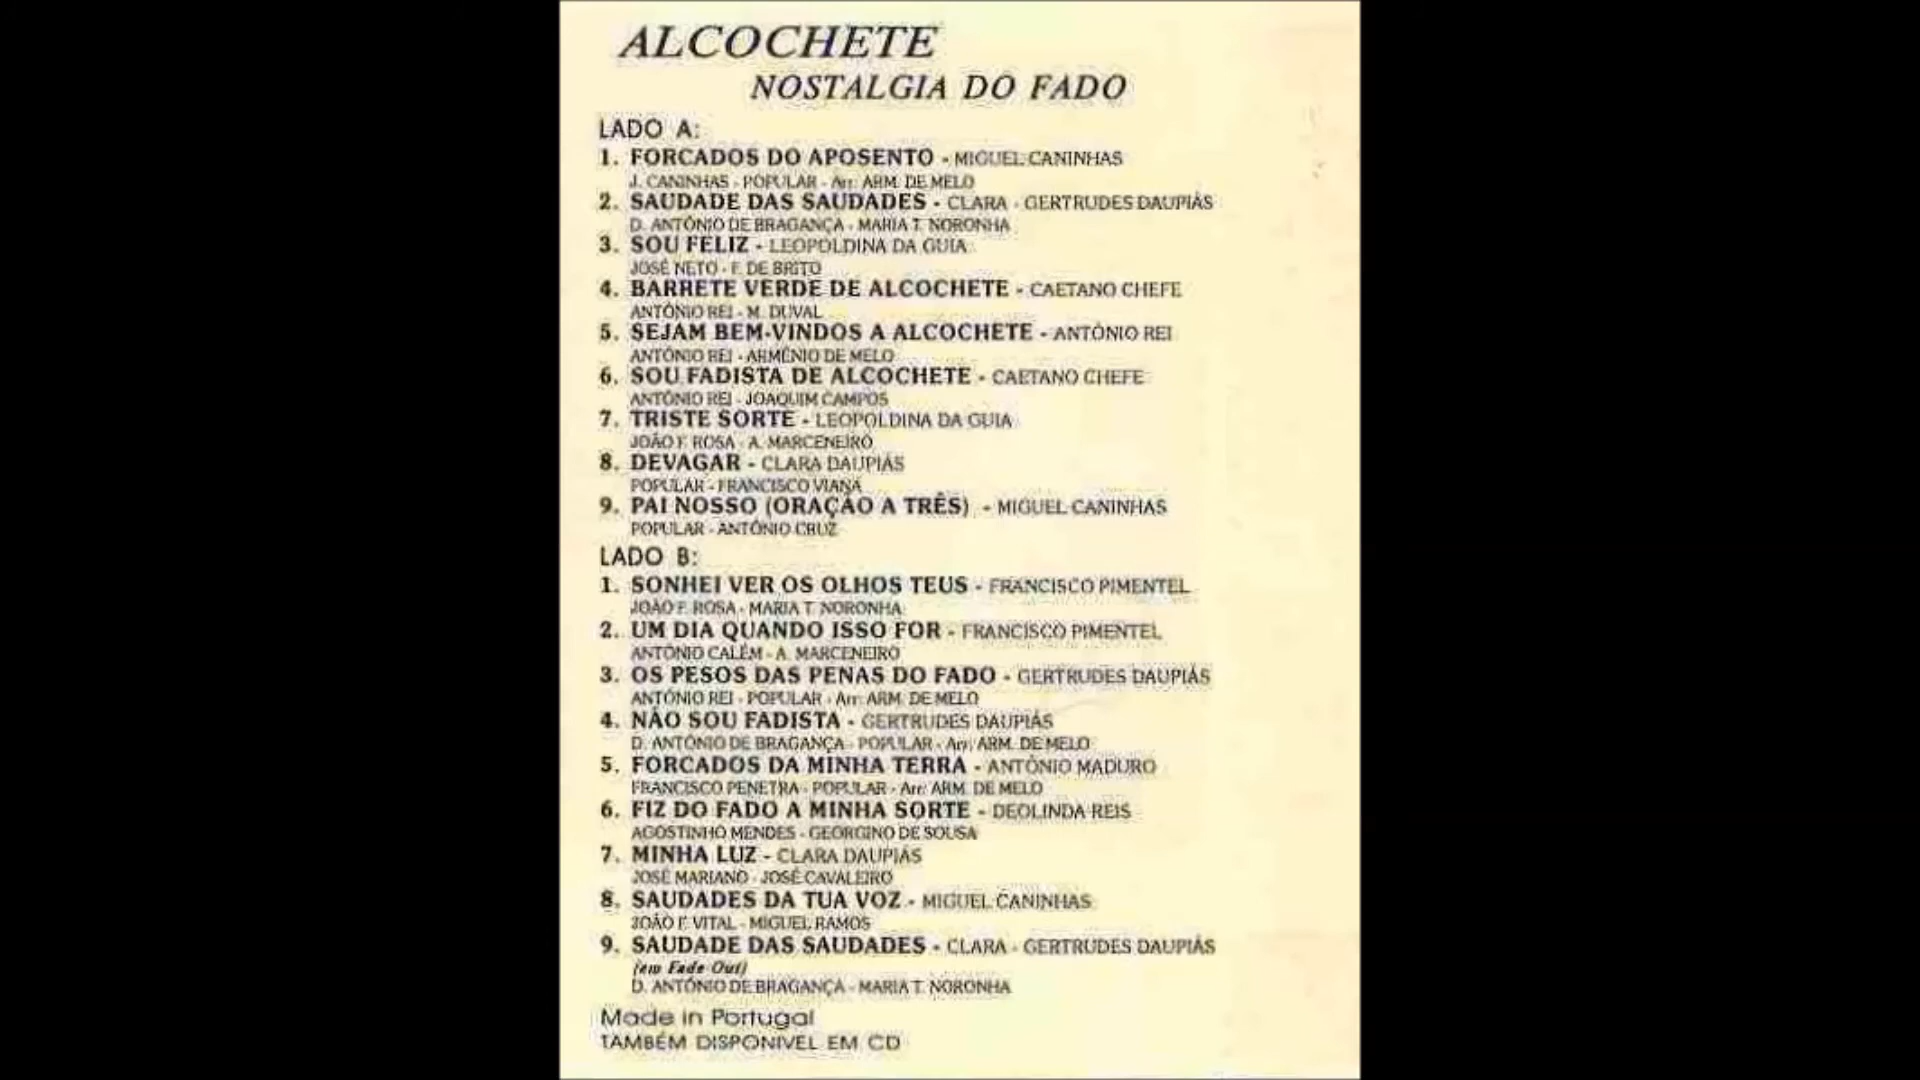 ALCOCHETE
NOSTALGIA DO FADO
LADO A:
1. FORCADOS DO APOSENTO - MIGUEL CANINHAS
J. CANINHAS - POPULAR - Arr. ARM. DE MELO
2. SAUDADE DAS SAUDADES - CLARA - GERTRUDES DAUPIÁS
D. ANTÓNIO DE BRAGANÇA - MARIA T. NORONHA
3. SOU FELIZ - LEOPOLDINA DA GUIA
JOSÉ NETO - F. DE BRITO
4. BARRETE VERDE DE ALCOCHETE - CAETANO CHEFE
ANTÓNIO REI - M. DUVAL
5. SEJAM BEM-VINDOS A ALCOCHETE - ANTÓNIO REI
ANTÓNIO REI - ARMÉNIO DE MELO
6. SOU FADISTA DE ALCOCHETE - CAETANO CHEFE
ANTÓNIO REI - JOAQUIM CAMPOS
7. TRISTE SORTE - LEOPOLDINA DA GUIA
JOÃO F. ROSA - A. MARCENEIRO
8. DEVAGAR - CLARA DAUPIÁS
POPULAR - FRANCISCO VIANA
9. PAI NOSSO (ORAÇÃO A TRÊS) - MIGUEL CANINHAS
POPULAR - ANTÓNIO CRUZ
LADO B:
1. SONHEI VER OS OLHOS TEUS - FRANCISCO PIMENTEL
JOÃO F. ROSA - MARIA T. NORONHA
2. UM DIA QUANDO ISSO FOR - FRANCISCO PIMENTEL
ANTÓNIO CALÉM - A. MARCENEIRO
3. OS PESOS DAS PENAS DO FADO - GERTRUDES DAUPIÁS
ANTÓNIO REI - POPULAR - Arr. ARM. DE MELO
4. NÃO SOU FADISTA - GERTRUDES DAUPIÁS
D. ANTÓNIO DE BRAGANÇA - POPULAR - Arr. ARM. DE MELO
5. FORCADOS DA MINHA TERRA - ANTÓNIO MADURO
FRANCISCO PENETRA - POPULAR - Arr. ARM. DE MELO
6. FIZ DO FADO A MINHA SORTE - DEOLINDA REIS
AGOSTINHO MENDES - GEORGINO DE SOUSA
7. MINHA LUZ - CLARA DAUPIÁS
JOSÉ MARIANO - JOSÉ CAVALEIRO
8. SAUDADES DA TUA VOZ - MIGUEL CANINHAS
JOÃO F. VITAL - MIGUEL RAMOS
9. SAUDADE DAS SAUDADES - CLARA - GERTRUDES DAUPIÁS
(em Fade Out)
D. ANTÓNIO DE BRAGANÇA - MARIA T. NORONHA
Made in Portugal
TAMBÉM DISPONIVEL EM CD